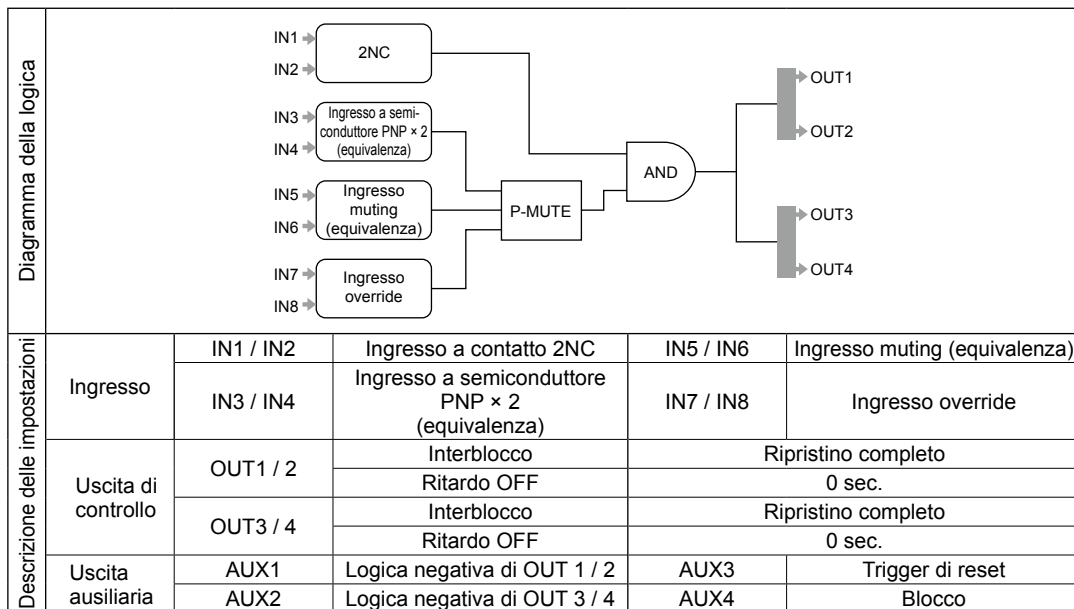 Diagramma della logica
IN1
IN2
2NC
IN3
IN4
Ingresso a semi-
conduttore PNP × 2
(equivalenza)
IN5
IN6
Ingresso
muting
(equivalenza)
IN7
IN8
Ingresso
override
P-MUTE
AND
OUT1
OUT2
OUT3
OUT4
Descrizione delle impostazioni
Ingresso
IN1 / IN2
Ingresso a contatto 2NC
IN5 / IN6
Ingresso muting (equivalenza)
IN3 / IN4
Ingresso a semiconduttore
PNP × 2
(equivalenza)
IN7 / IN8
Ingresso override
Uscita di
controllo
OUT1 / 2
Interblocco
Ripristino completo
Ritardo OFF
0 sec.
OUT3 / 4
Interblocco
Ripristino completo
Ritardo OFF
0 sec.
Uscita
ausiliaria
AUX1
Logica negativa di OUT 1 / 2
AUX3
Trigger di reset
AUX2
Logica negativa di OUT 3 / 4
AUX4
Blocco